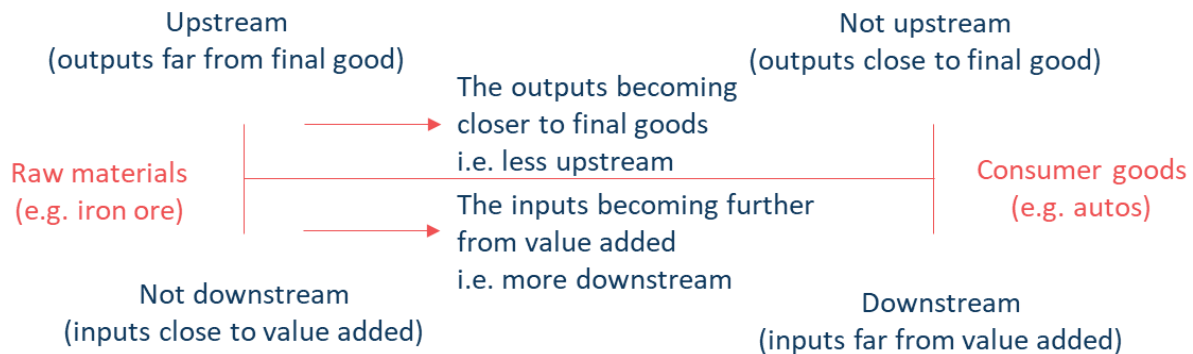 Upstream
(outputs far from final good)
Not upstream
(outputs close to final good)
The outputs becoming
closer to final goods
i.e. less upstream
Raw materials
(e.g. iron ore)
Consumer goods
(e.g. autos)
The inputs becoming further
from value added
i.e. more downstream
Not downstream
(inputs close to value added)
Downstream
(inputs far from value added)